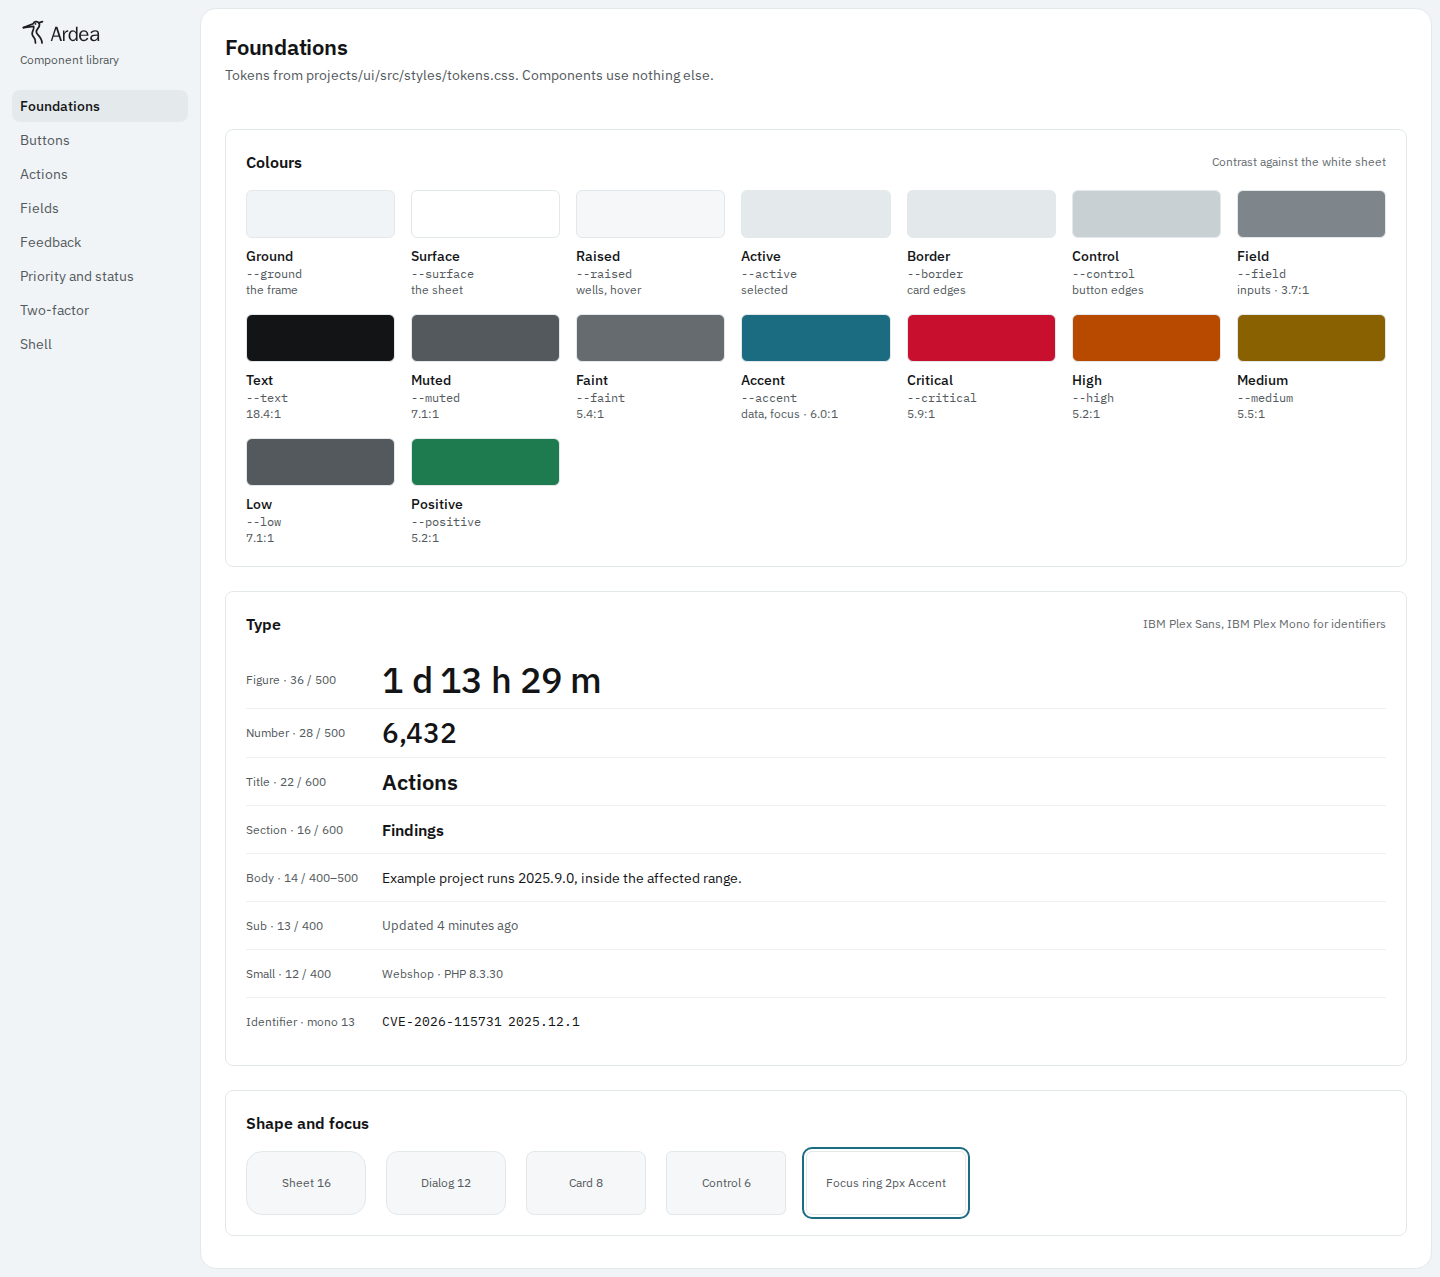 Ardea
Component library
Foundations
Buttons
Actions
Fields
Feedback
Priority and status
Two-factor
Shell
Foundations
Tokens from projects/ui/src/styles/tokens.css. Components use nothing else.
Colours
Contrast against the white sheet
Ground
--ground
the frame
Surface
--surface
the sheet
Raised
--raised
wells, hover
Active
--active
selected
Border
--border
card edges
Control
--control
button edges
Field
--field
inputs · 3.7:1
Text
--text
18.4:1
Muted
--muted
7.1:1
Faint
--faint
5.4:1
Accent
--accent
data, focus · 6.0:1
Critical
--critical
5.9:1
High
--high
5.2:1
Medium
--medium
5.5:1
Low
--low
7.1:1
Positive
--positive
5.2:1
Type
IBM Plex Sans, IBM Plex Mono for identifiers
Figure · 36 / 500
1 d 13 h 29 m
Number · 28 / 500
6,432
Title · 22 / 600
Actions
Section · 16 / 600
Findings
Body · 14 / 400–500
Example project runs 2025.9.0, inside the affected range.
Sub · 13 / 400
Updated 4 minutes ago
Small · 12 / 400
Webshop · PHP 8.3.30
Identifier · mono 13
CVE-2026-115731 2025.12.1
Shape and focus
Sheet 16
Dialog 12
Card 8
Control 6
Focus ring 2px Accent